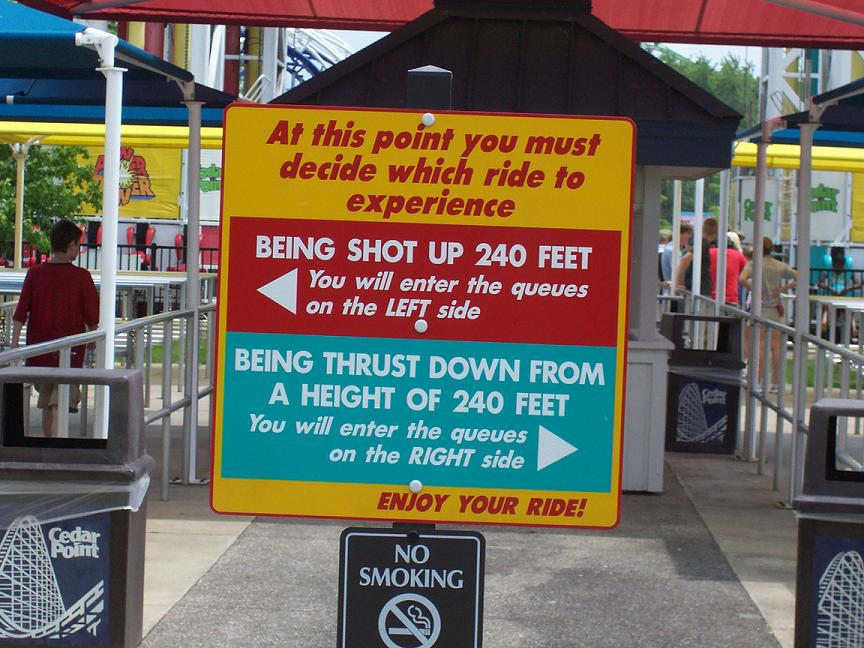 At this point you must
decide which ride to
experience
BEING SHOT UP 240 FEET
You will enter the queues
on the LEFT side
BEING THRUST DOWN FROM
A HEIGHT OF 240 FEET
You will enter the queues
on the RIGHT side
ENJOY YOUR RIDE!
NO
SMOKING
Cedar
Point
Cedar
Point
POWER
TOWER